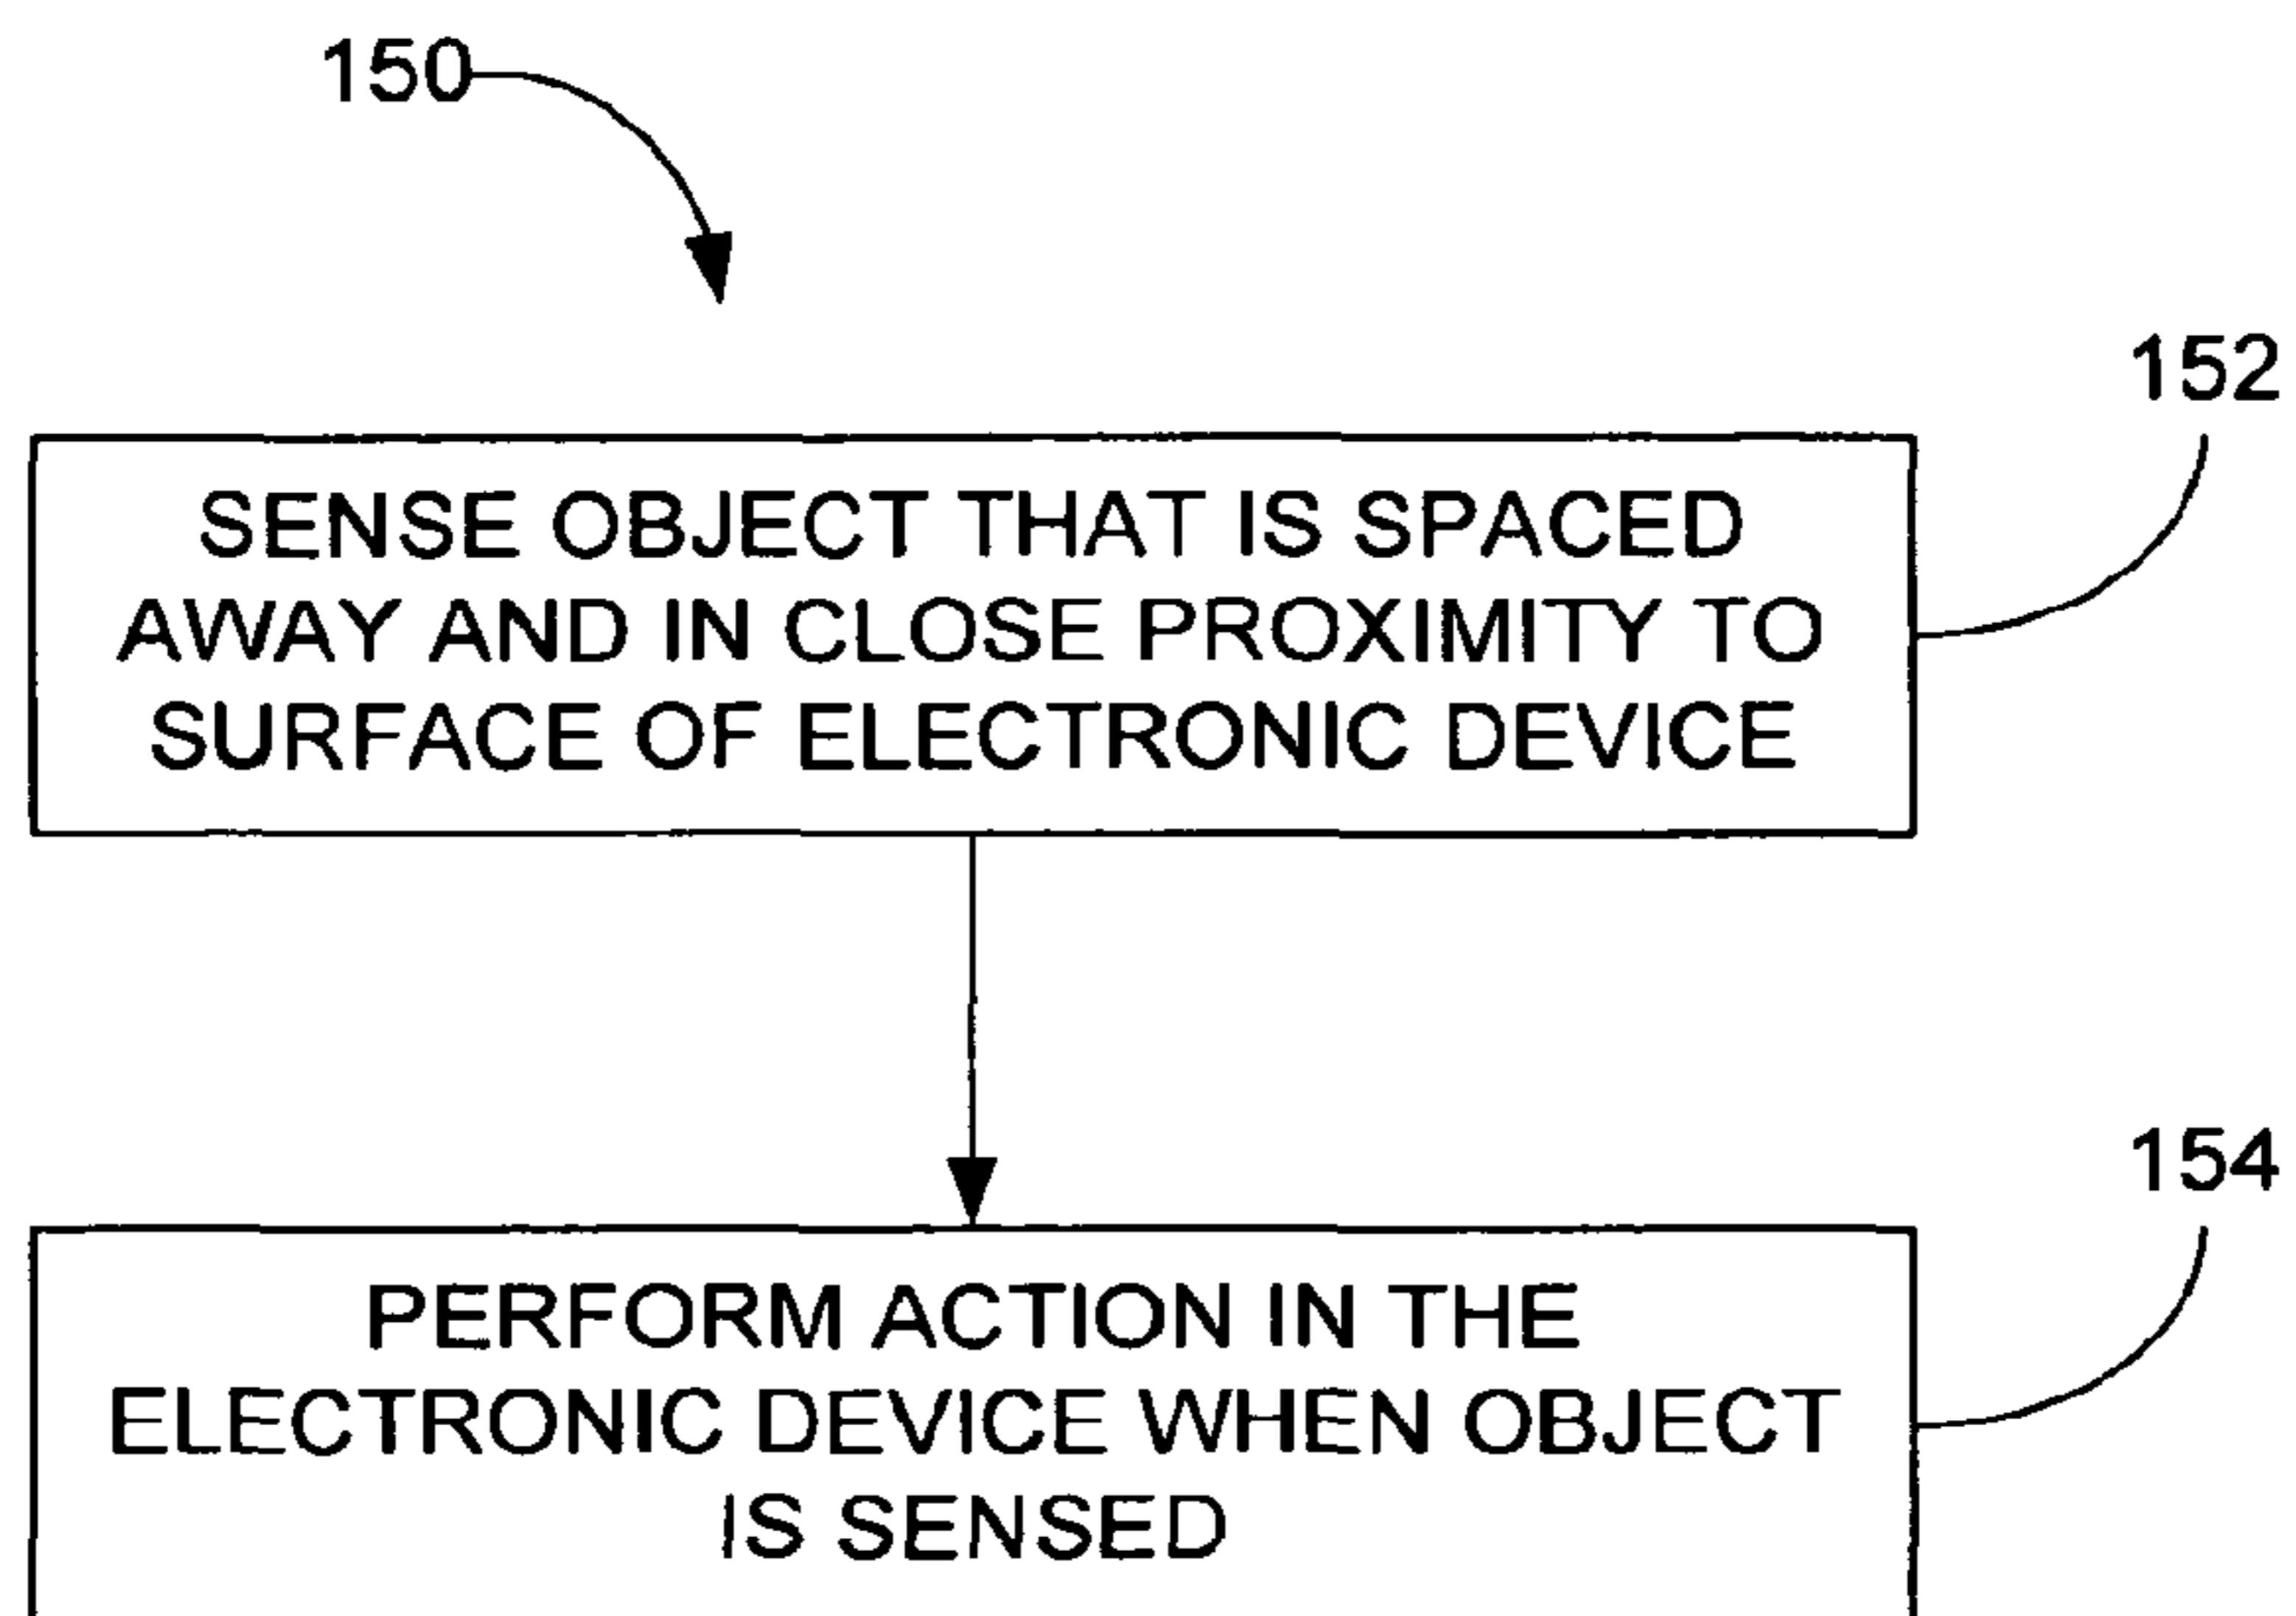 150
152
SENSE OBJECT THAT IS SPACED
AWAY AND IN CLOSE PROXIMITY TO
SURFACE OF ELECTRONIC DEVICE
154
PERFORM ACTION IN THE
ELECTRONIC DEVICE WHEN OBJECT
IS SENSED